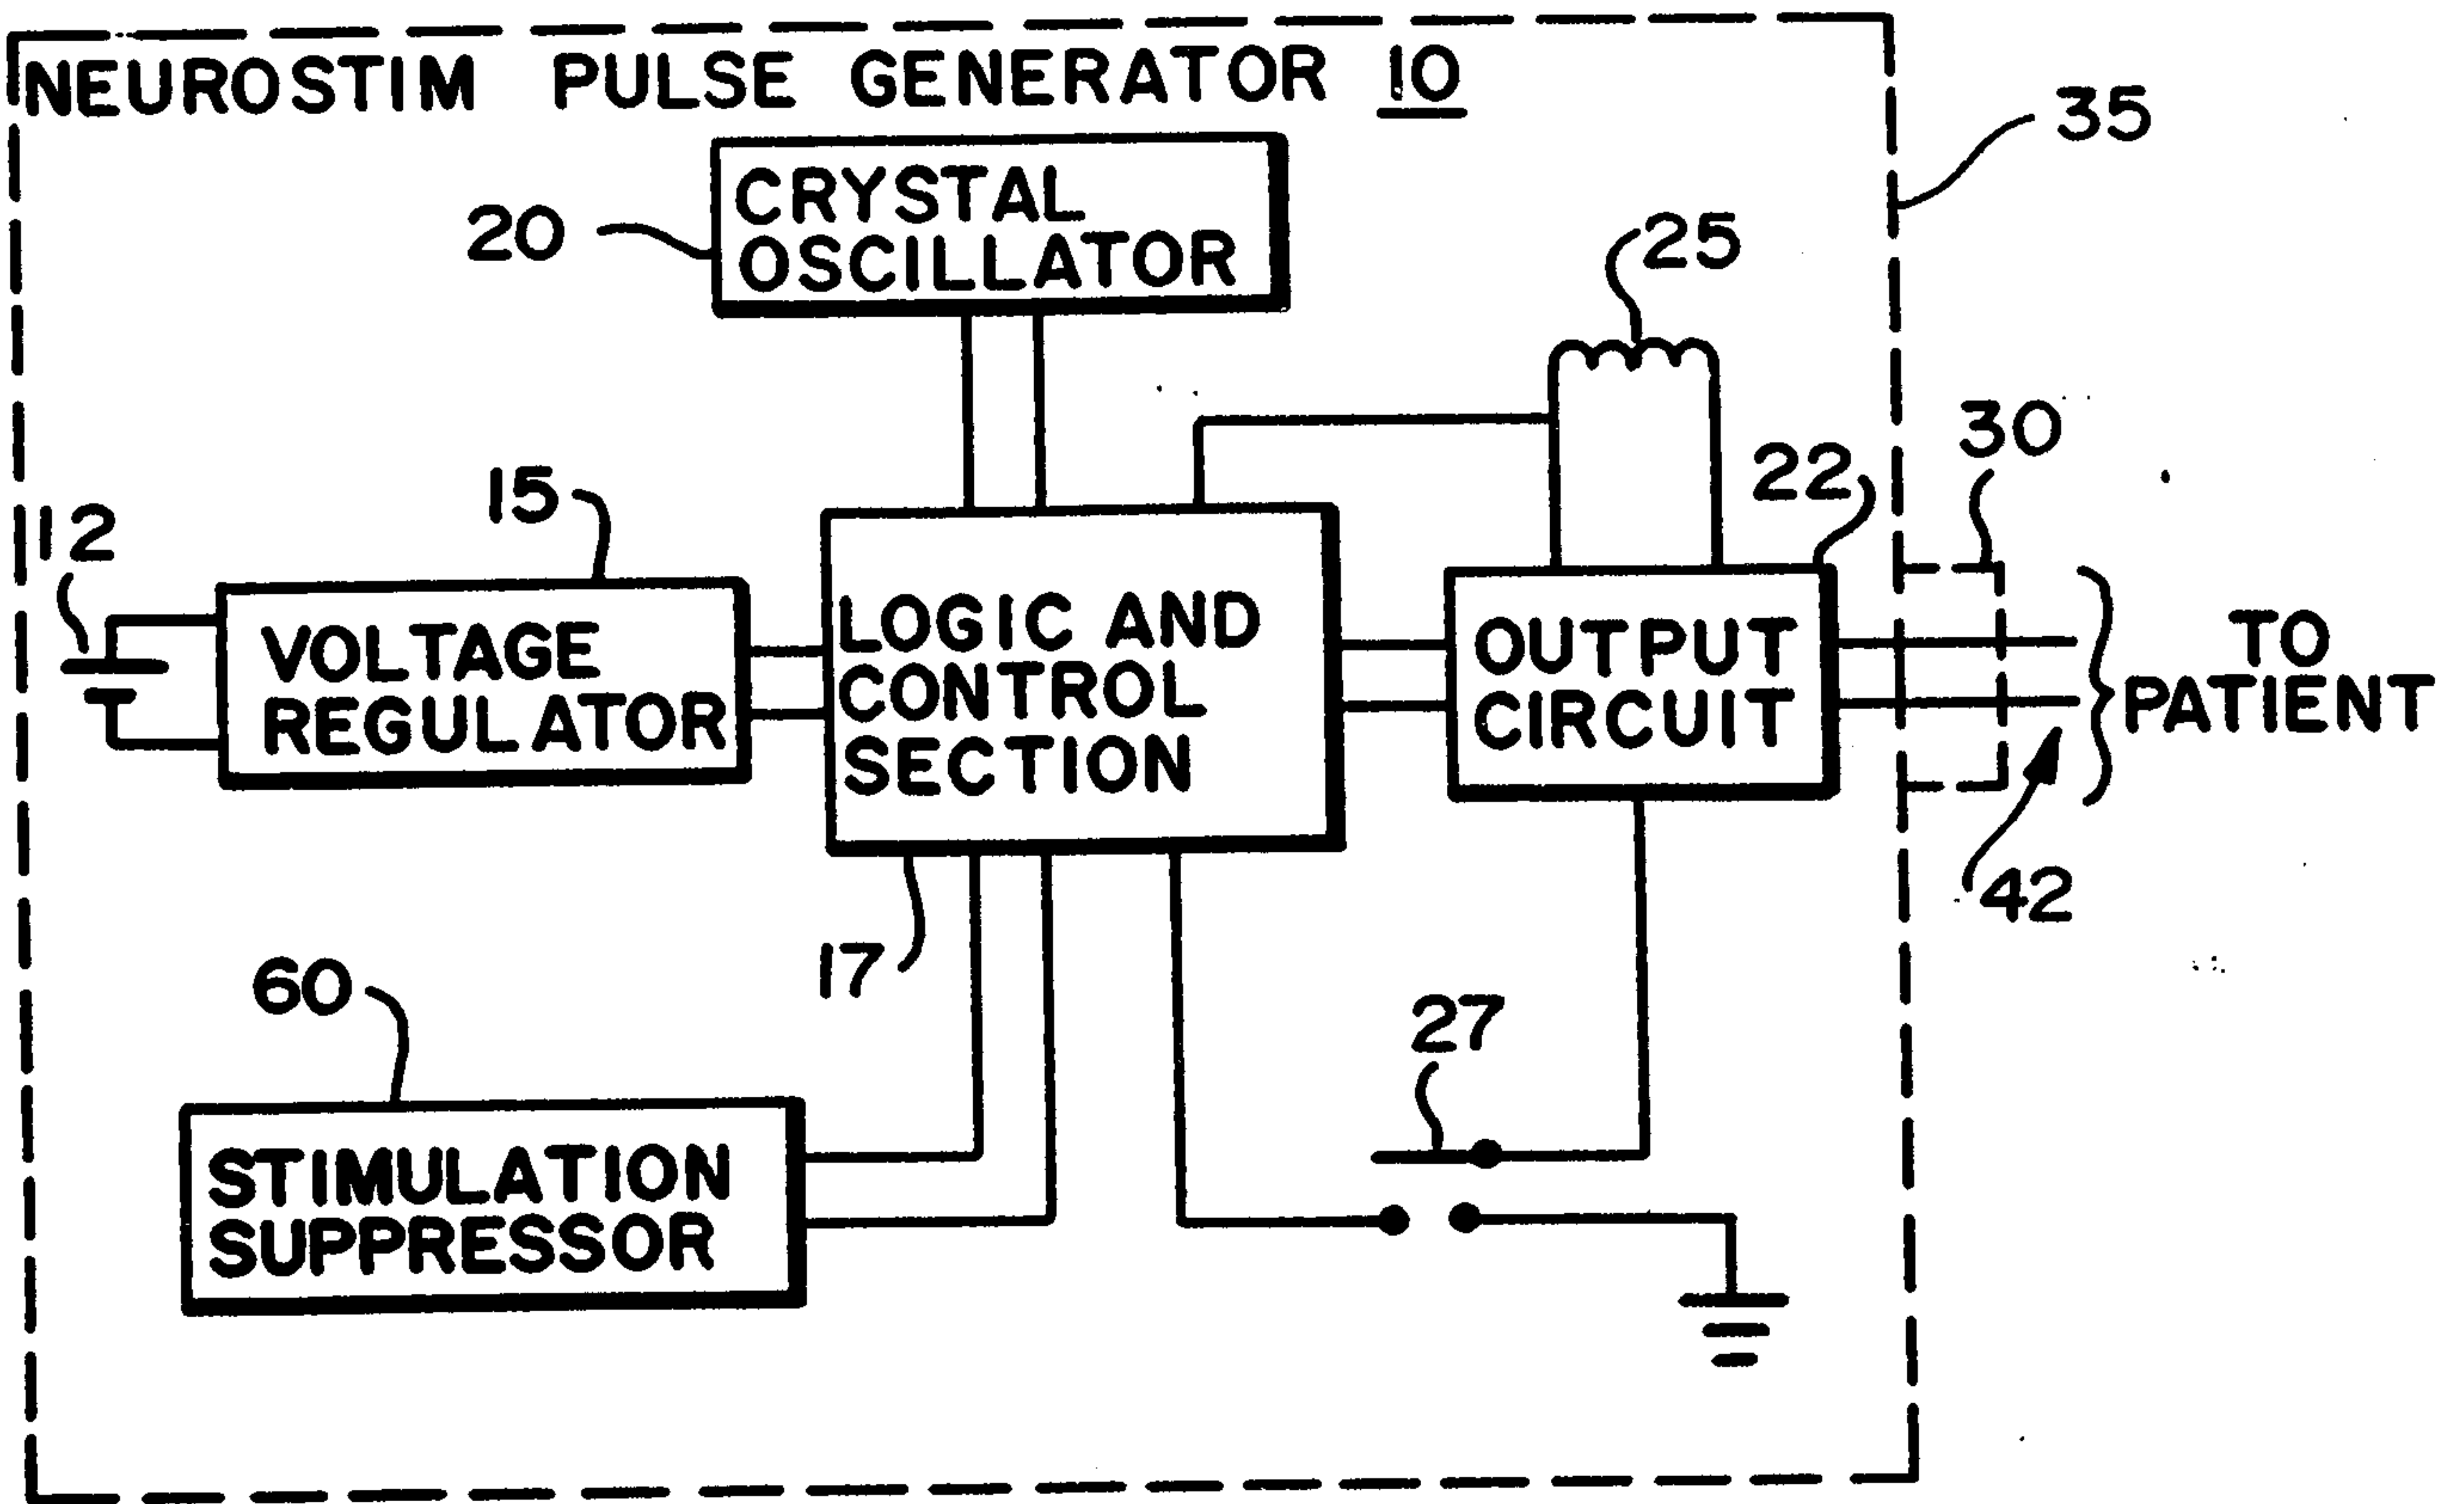 NEUROSTIM PULSE GENERATOR 10
35
CRYSTAL
OSCILLATOR
20
25
30
22
15
12
VOLTAGE
REGULATOR
LOGIC AND
CONTROL
SECTION
OUTPUT
CIRCUIT
TO
PATIENT
42
17
60
27
STIMULATION
SUPPRESSOR